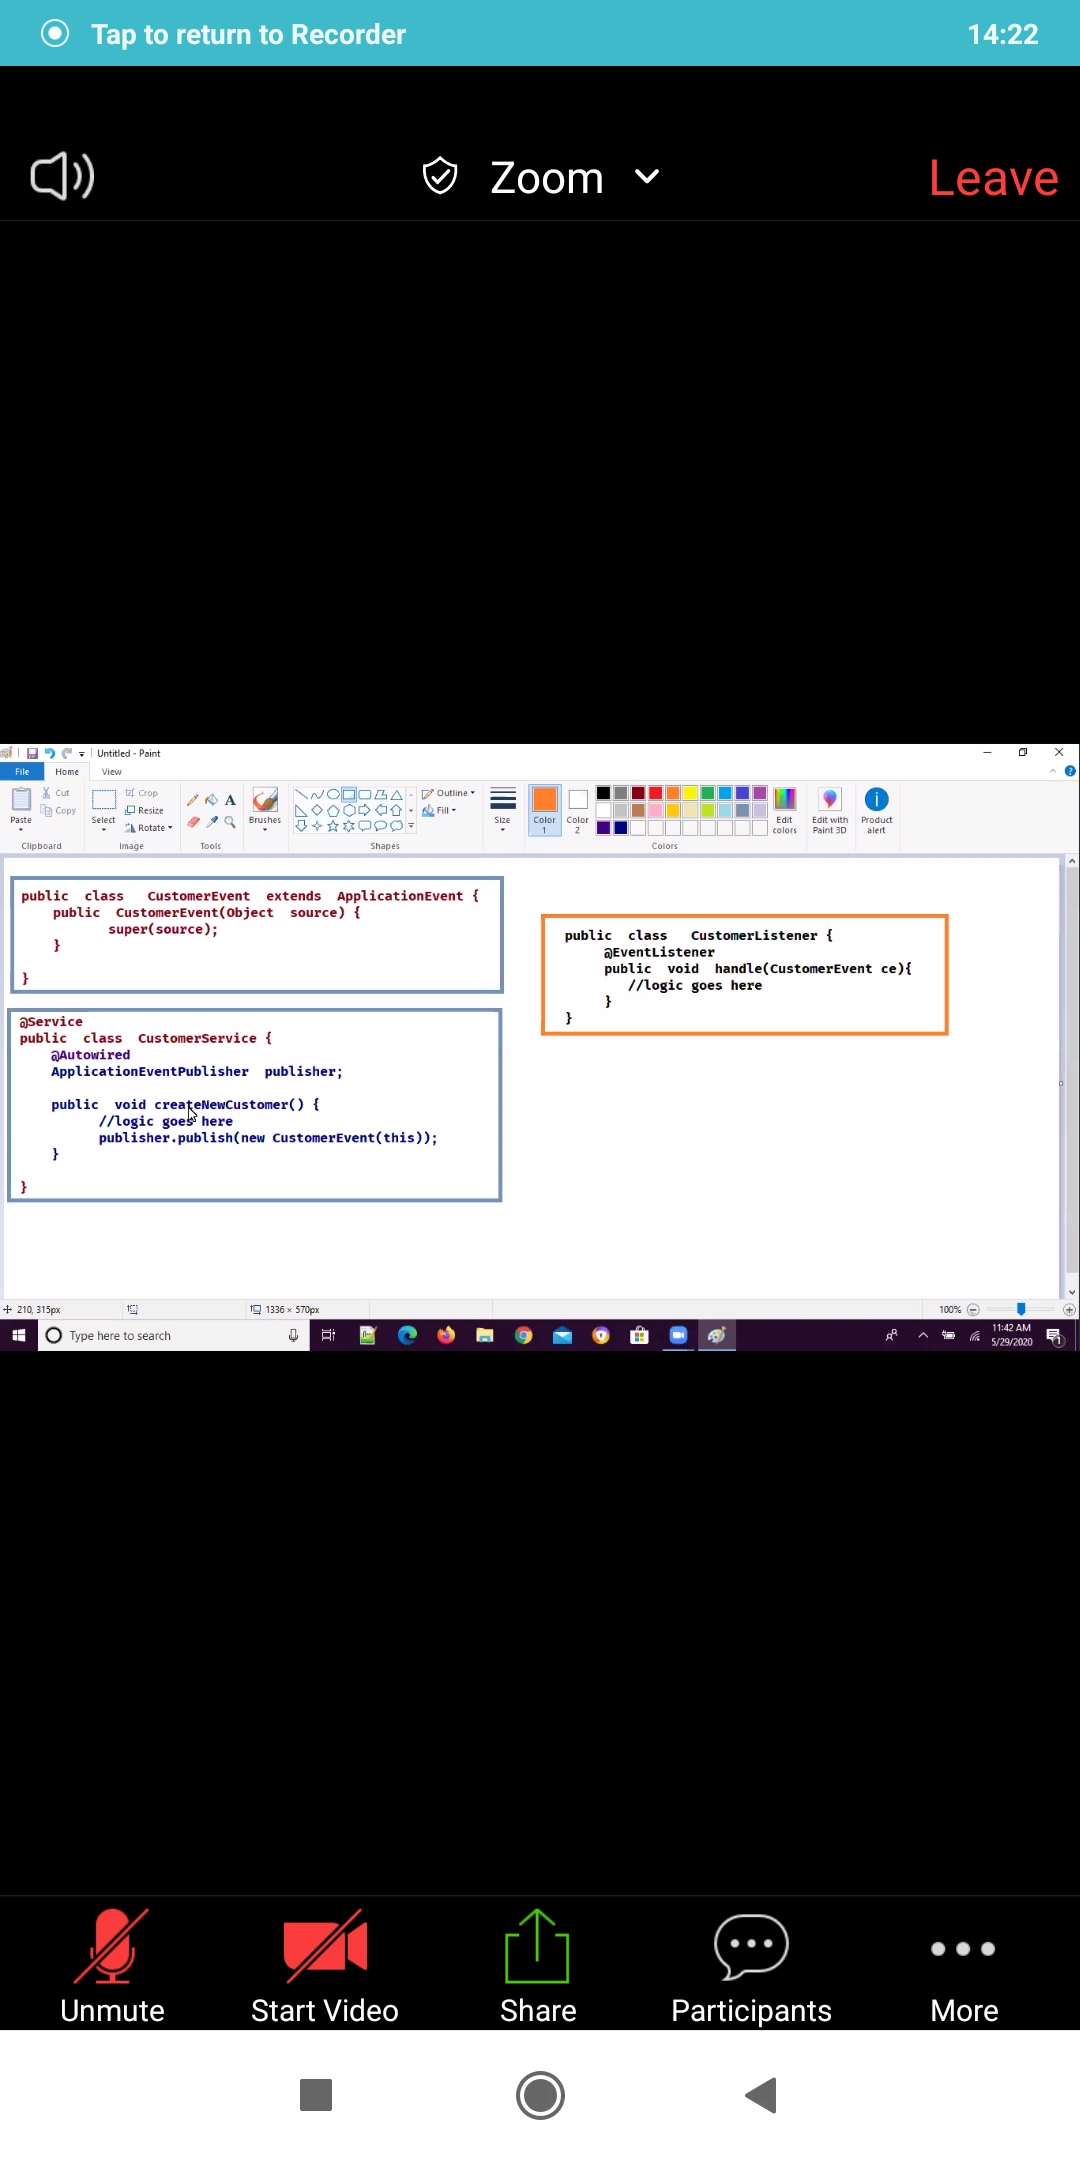 Tap to return to Recorder 14:22
Zoom
Leave
Untitled - Paint
File Home View
Paste
Cut
Copy
Clipboard
Select
Crop
Resize
Rotate
Image
A
Tools
Brushes
Shapes
Outline
Fill
Size
Color 1
Color 2
Edit colors
Edit with Paint 3D
Product alert
Colors
public class CustomerEvent extends ApplicationEvent {
public CustomerEvent(Object source) {
super(source);
}
}
@Service
public class CustomerService {
@Autowired
ApplicationEventPublisher publisher;
public void createNewCustomer() {
//logic goes here
publisher.publish(new CustomerEvent(this));
}
}
public class CustomerListener {
@EventListener
public void handle(CustomerEvent ce){
//logic goes here
}
}
210, 315px
1336 × 570px
100%
Type here to search
11:42 AM
5/29/2020
1
Unmute
Start Video
Share
Participants
More